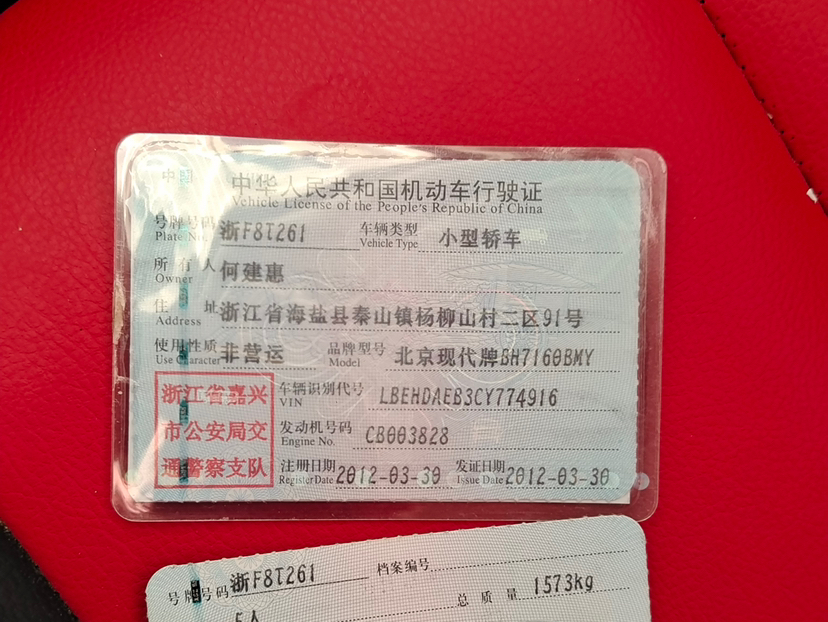 中国
中华人民共和国机动车行驶证
Vehicle License of the People's Republic of China
号牌号码 浙F8T261 车辆类型 小型轿车
Plate No. Vehicle Type
所有人 何建惠
Owner
住址 浙江省海盐县秦山镇杨柳山村二区91号
Address
使用性质 非营运 品牌型号 北京现代牌BH7160BMY
Use Character Model
浙江省嘉兴
市公安局交
通警察支队
车辆识别代号 LBEHDAEB3CY774916
VIN
发动机号码 CB003828
Engine No.
注册日期 2012-03-30 发证日期 2012-03-30
Register Date Issue Date
号牌号码 浙F8T261 档案编号
5人 总质量 1573kg